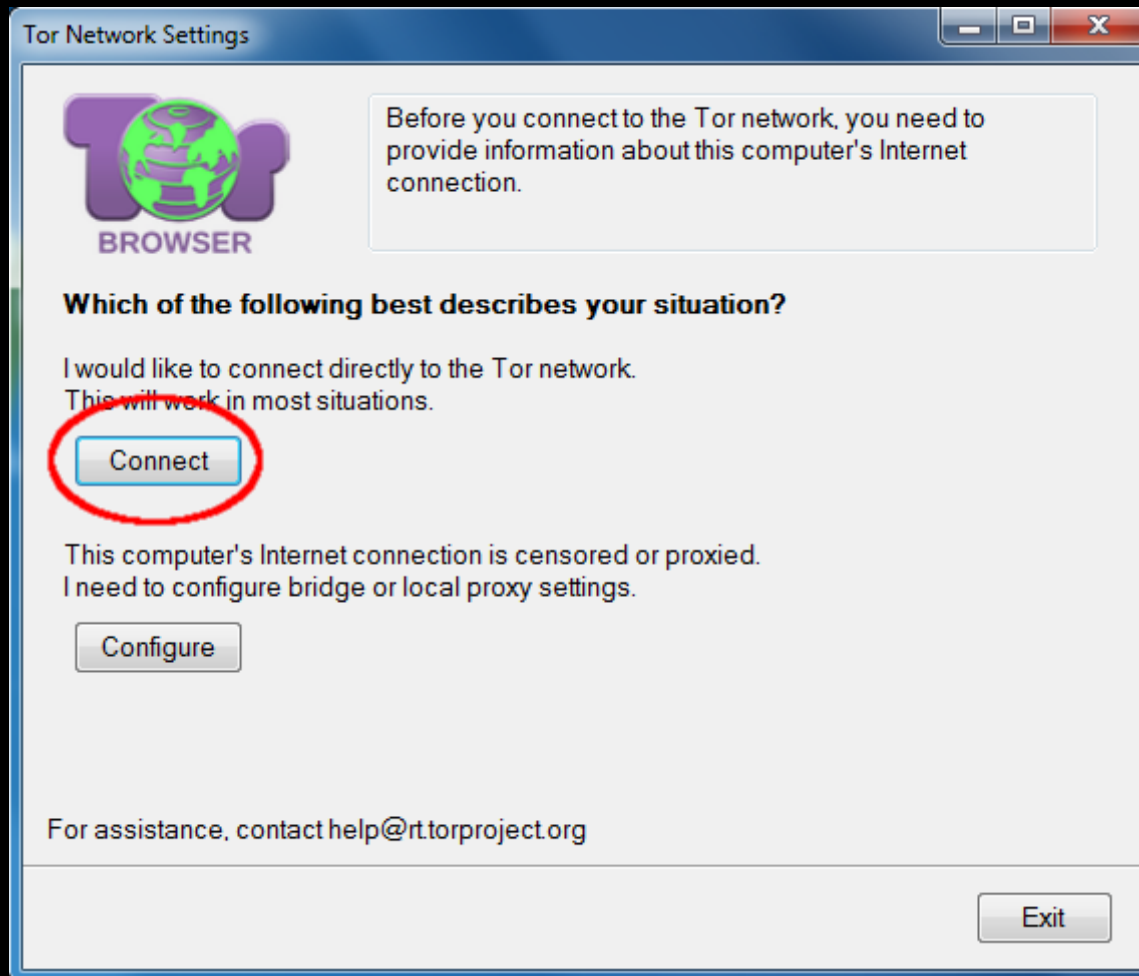 Tor Network Settings
Tor
BROWSER
Before you connect to the Tor network, you need to
provide information about this computer's Internet
connection.
Which of the following best describes your situation?
I would like to connect directly to the Tor network.
This will work in most situations.
Connect
This computer's Internet connection is censored or proxied.
I need to configure bridge or local proxy settings.
Configure
For assistance, contact help@rt.torproject.org
Exit